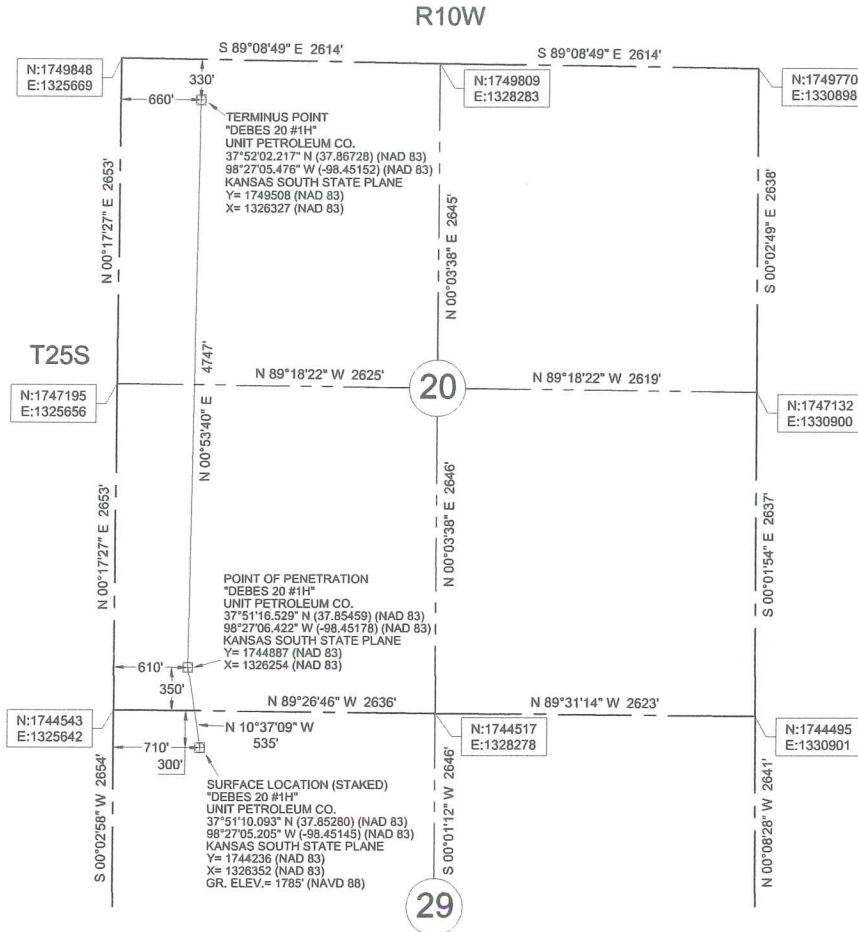 R10W
S 89°08'49" E 2614'
S 89°08'49" E 2614'
N:1749848
E:1325669
N:1749809
E:1328283
N:1749770
E:1330898
330'
660'
TERMINUS POINT
"DEBES 20 #1H"
UNIT PETROLEUM CO.
37°52'02.217" N (37.86728) (NAD 83)
98°27'05.476" W (-98.45152) (NAD 83)
KANSAS SOUTH STATE PLANE
Y= 1749508 (NAD 83)
X= 1326327 (NAD 83)
N 00°17'27" E 2653'
N 00°03'38" E 2645'
S 00°02'49" E 2638'
T25S
N 00°53'40" E 4747'
N 89°18'22" W 2625'
20
N 89°18'22" W 2619'
N:1747195
E:1325656
N:1747132
E:1330900
N 00°17'27" E 2653'
N 00°03'38" E 2646'
S 00°01'54" E 2637'
POINT OF PENETRATION
"DEBES 20 #1H"
UNIT PETROLEUM CO.
37°51'16.529" N (37.85459) (NAD 83)
98°27'06.422" W (-98.45178) (NAD 83)
KANSAS SOUTH STATE PLANE
Y= 1744887 (NAD 83)
X= 1326254 (NAD 83)
610'
350'
N 89°26'46" W 2636'
N 89°31'14" W 2623'
N:1744543
E:1325642
N:1744517
E:1328278
N:1744495
E:1330901
N 10°37'09" W
535'
710'
300'
SURFACE LOCATION (STAKED)
"DEBES 20 #1H"
UNIT PETROLEUM CO.
37°51'10.093" N (37.85280) (NAD 83)
98°27'05.205" W (-98.45145) (NAD 83)
KANSAS SOUTH STATE PLANE
Y= 1744236 (NAD 83)
X= 1326352 (NAD 83)
GR. ELEV.= 1785' (NAVD 88)
S 00°02'58" W 2654'
S 00°01'12" W 2646'
N 00°08'28" W 2641'
29